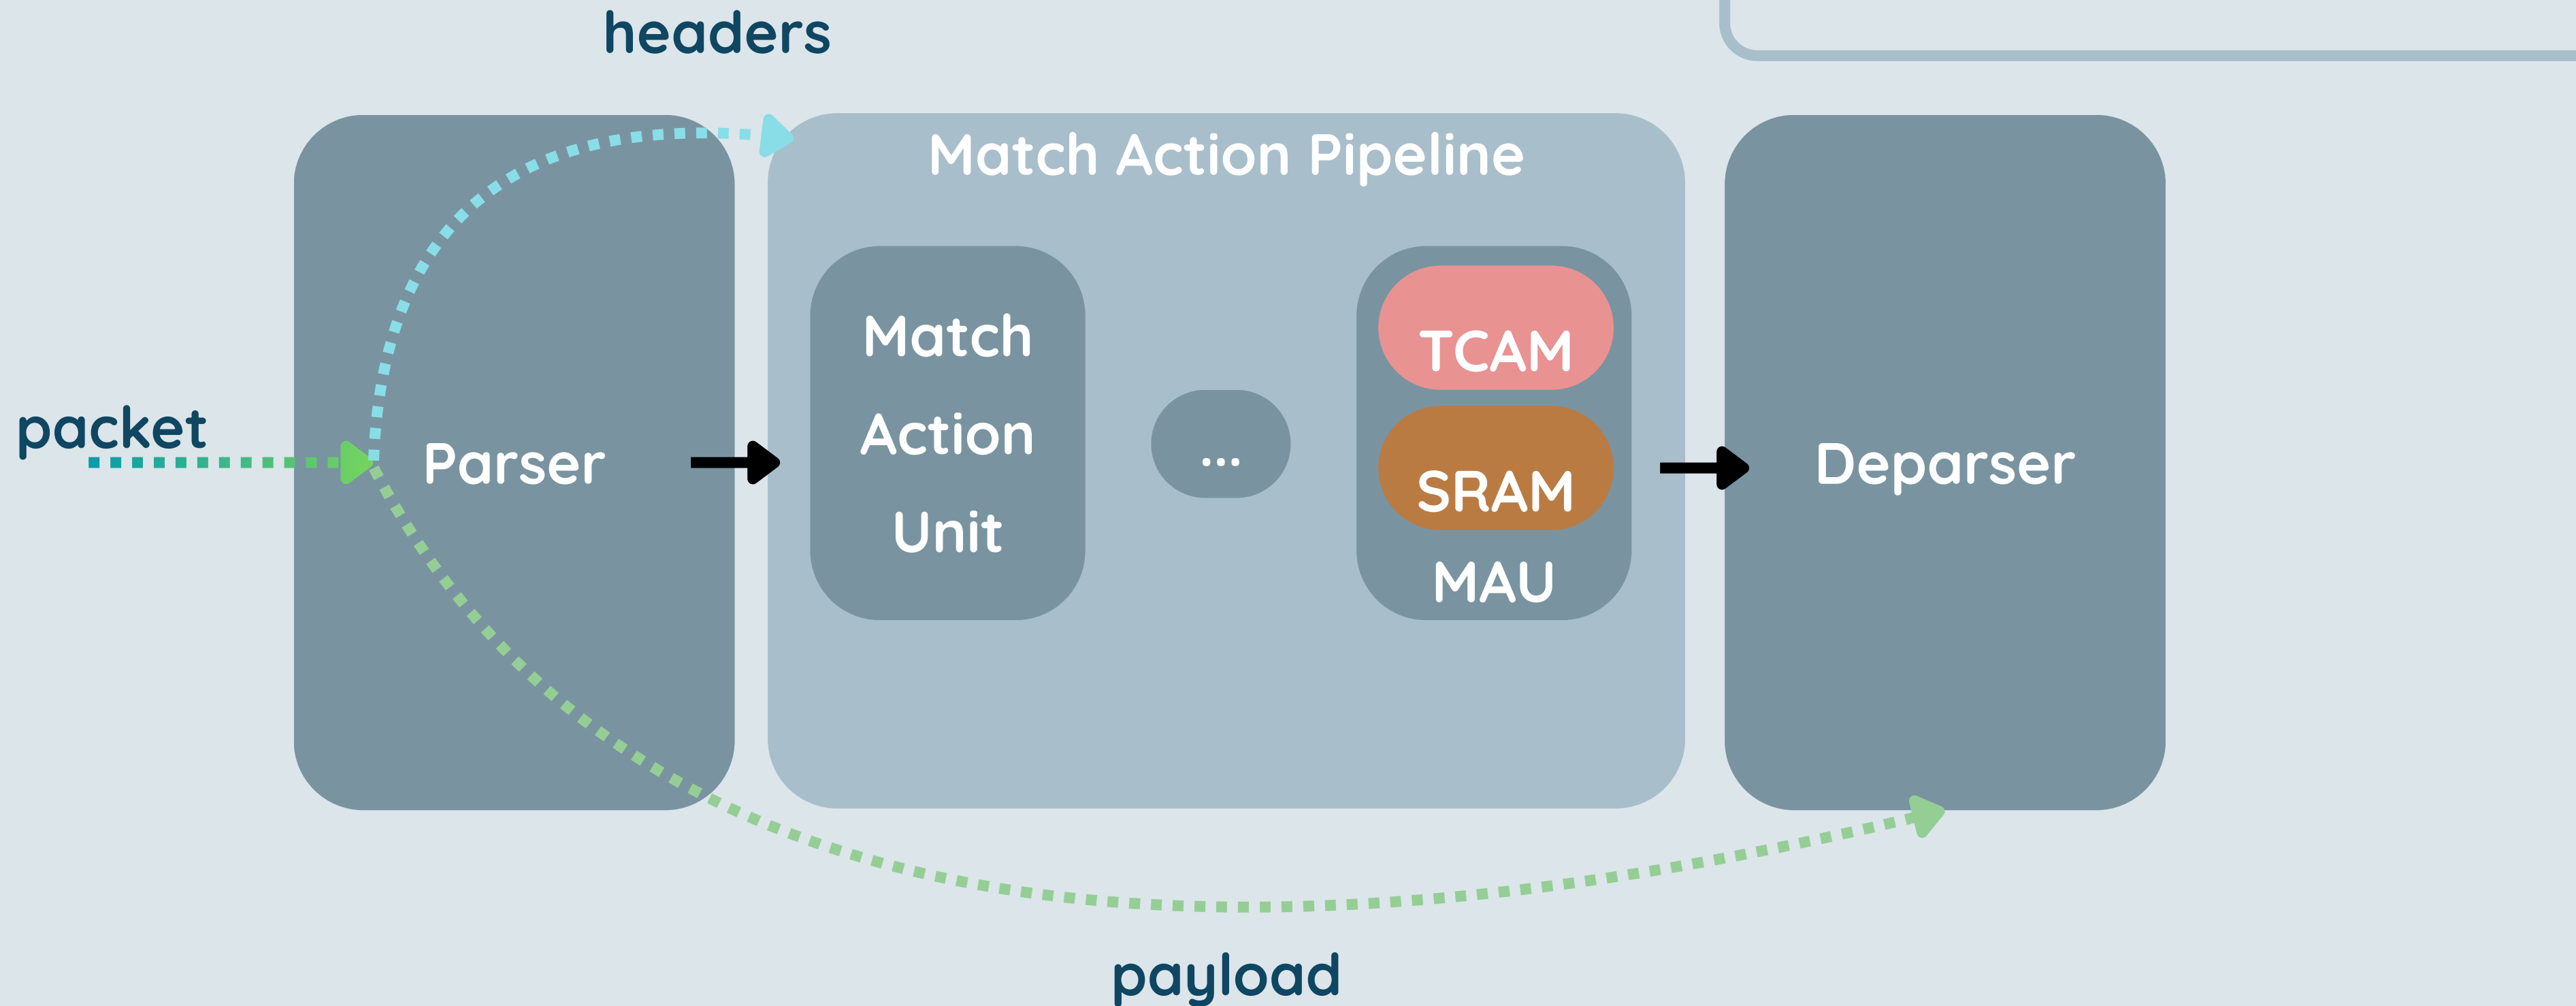 headers
Match Action Pipeline
Match
Action
Unit
...
TCAM
SRAM
MAU
packet
Parser
Deparser
payload